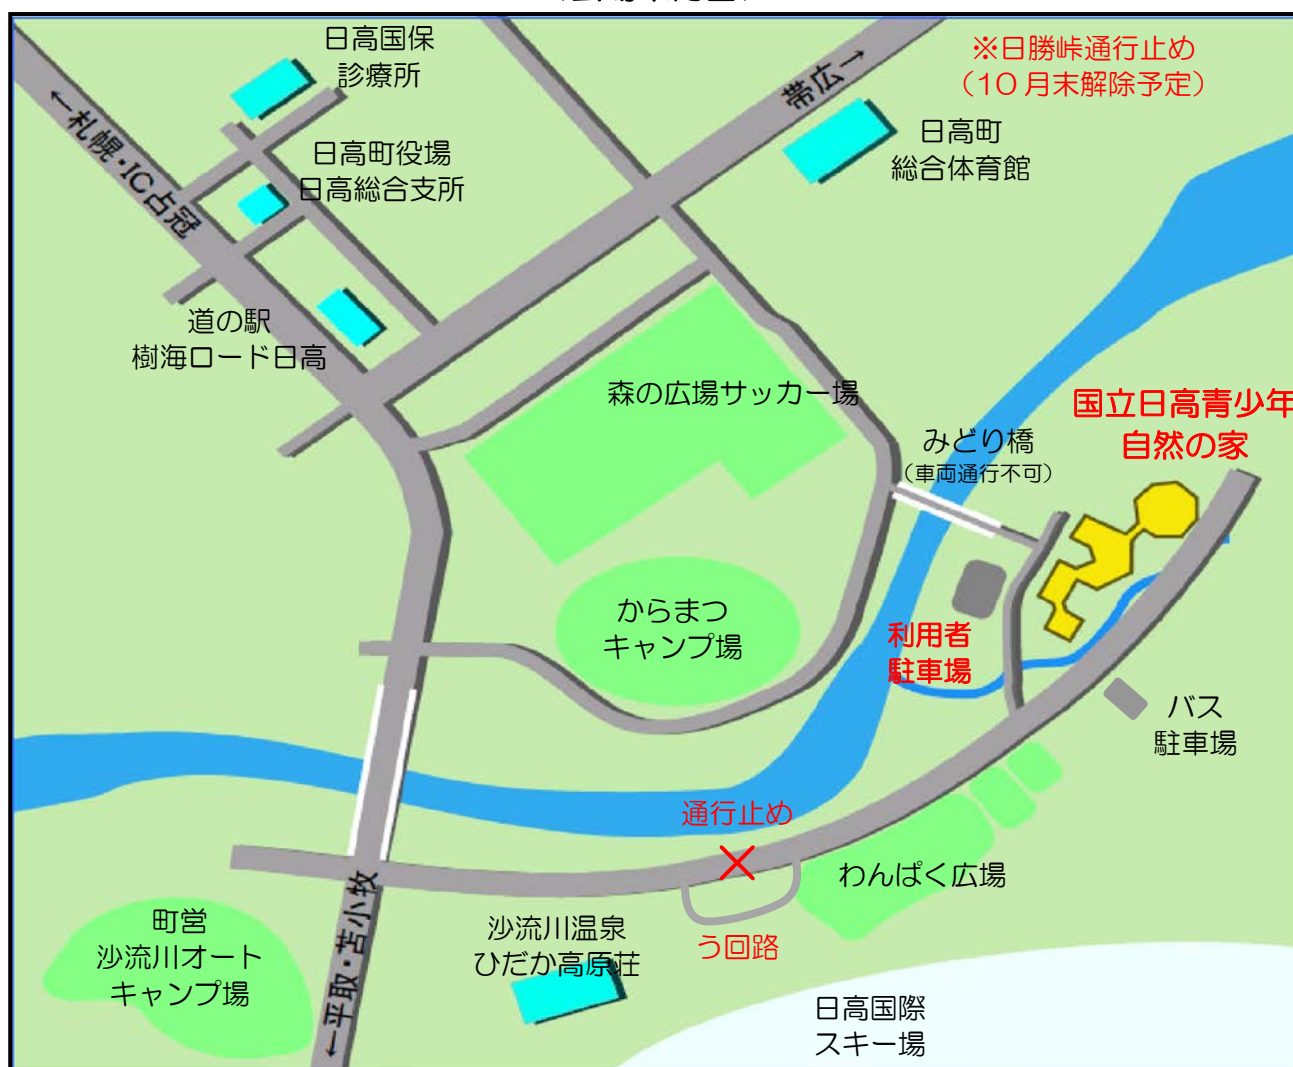 日高国保
診療所
※日勝峠通行止め
(10月末解除予定)
帯広→
←札幌・IC占冠
日高町
総合体育館
日高町役場
日高総合支所
道の駅
樹海ロード日高
森の広場サッカー場
国立日高青少年
自然の家
みどり橋
(車両通行不可)
からまつ
キャンプ場
利用者
駐車場
バス
駐車場
通行止め
わんぱく広場
う回路
沙流川温泉
ひだか高原荘
町営
沙流川オート
キャンプ場
←平取・苫小牧
日高国際
スキー場